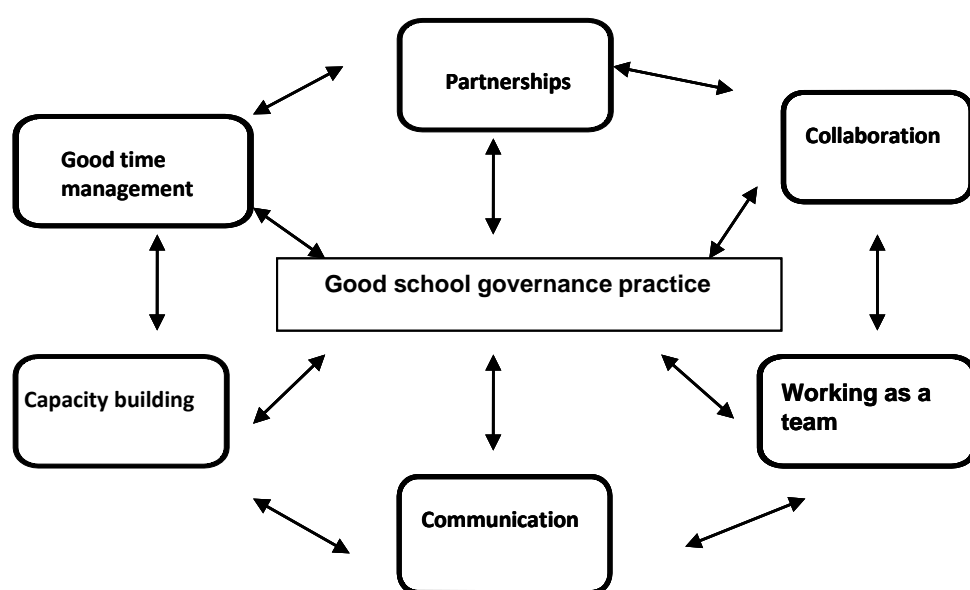 Partnerships
Collaboration
Good time
management
Good school governance practice
Capacity building
Working as a
team
Communication